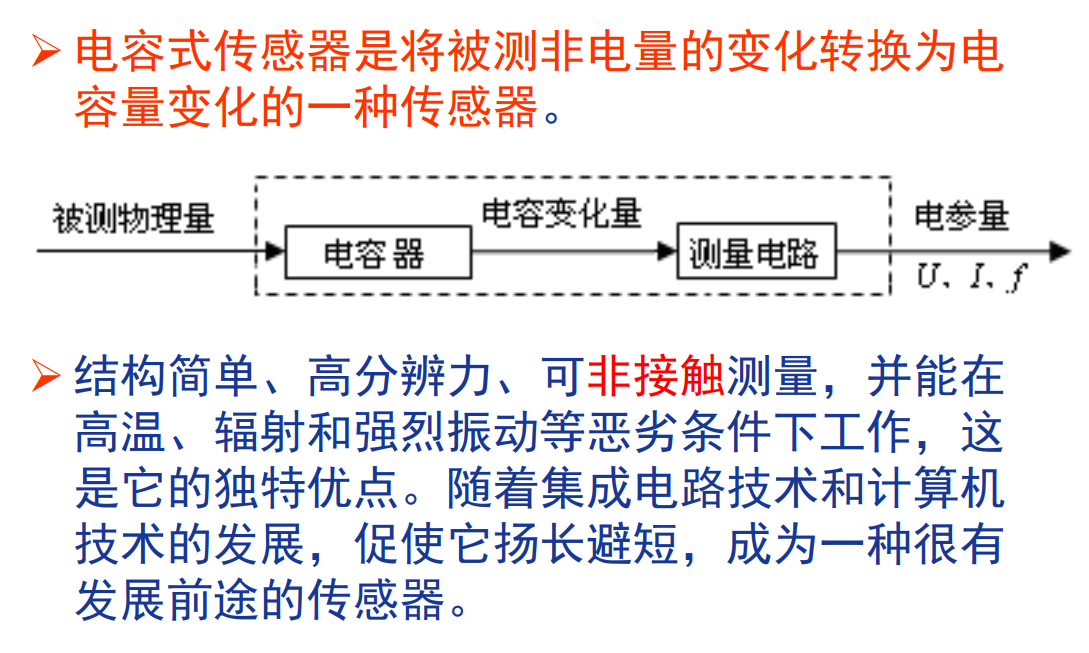 ➢ 电容式传感器是将被测非电量的变化转换为电
容量变化的一种传感器。
被测物理量
电容器
电容变化量
测量电路
电参量
U、I、f
➢ 结构简单、高分辨力、可非接触测量，并能在
高温、辐射和强烈振动等恶劣条件下工作，这
是它的独特优点。随着集成电路技术和计算机
技术的发展，促使它扬长避短，成为一种很有
发展前途的传感器。